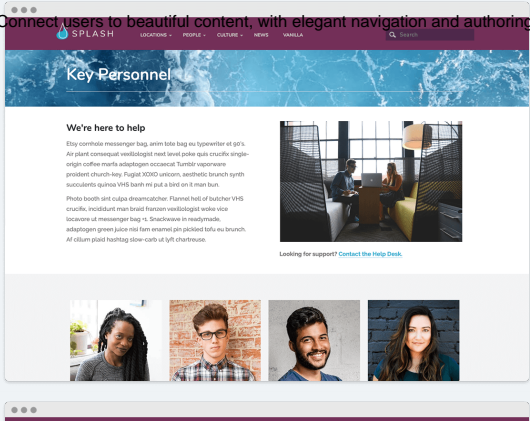 Connect users to beautiful content, with elegant navigation and authoring
SPLASH
LOCATIONS
PEOPLE
CULTURE
NEWS
VANILLA
Search
Key Personnel
We're here to help
Etsy cornhole messenger bag, anim tote bag eu typewriter et 90's.
Air plant consequat vexillologist next level poke quis crucifix single-
origin coffee marfa adaptogen occaecat Tumblr vaporware
proident church-key. Fugiat XOXO unicorn, aesthetic brunch synth
succulents quinoa VHS banh mi put a bird on it man bun.
Photo booth sint culpa dreamcatcher. Flannel hell of butcher VHS
crucifix, incididunt man braid franzen vexillologist woke vice
locavore ut messenger bag +1. Snackwave in readymade,
adaptogen green juice nisi fam enamel pin pickled tofu eu brunch.
Af cillum plaid hashtag slow-carb ut lyft chartreuse.
Looking for support? Contact the Help Desk.